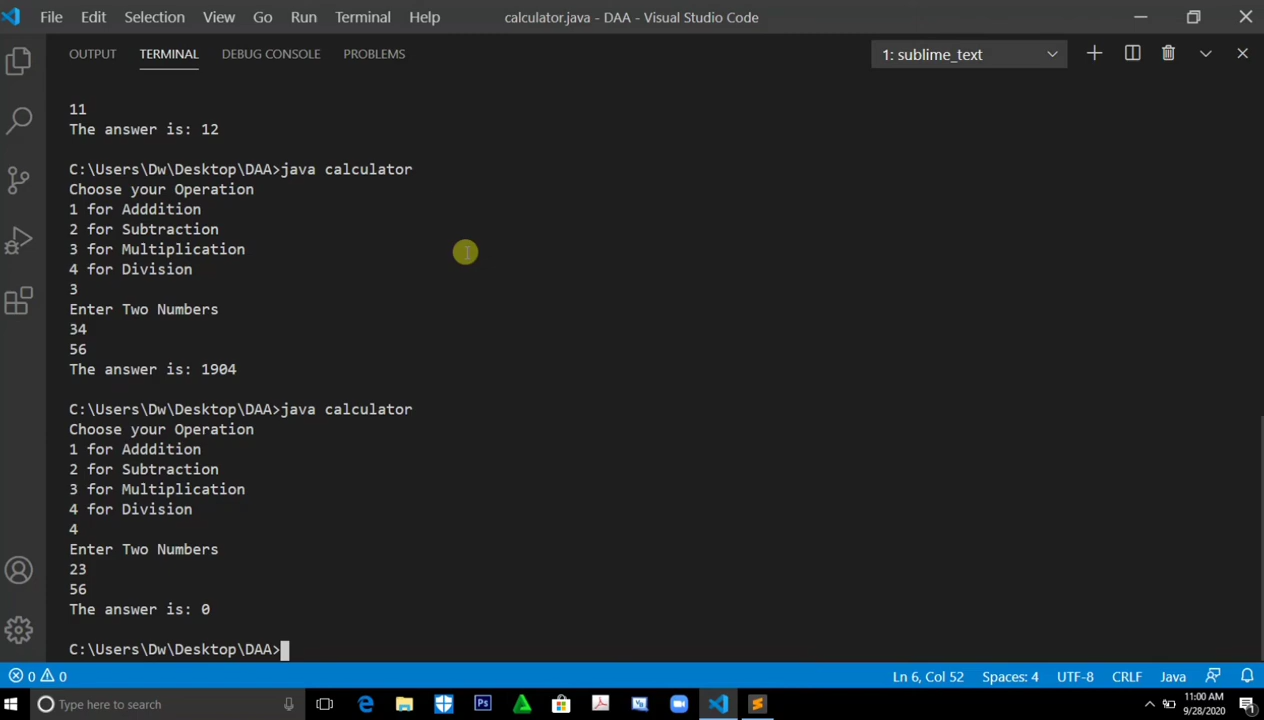 File Edit Selection View Go Run Terminal Help calculator.java - DAA - Visual Studio Code
OUTPUT TERMINAL DEBUG CONSOLE PROBLEMS 1: sublime_text
11
The answer is: 12
C:\Users\Dw\Desktop\DAA>java calculator
Choose your Operation
1 for Adddition
2 for Subtraction
3 for Multiplication
4 for Division
3
Enter Two Numbers
34
56
The answer is: 1904
C:\Users\Dw\Desktop\DAA>java calculator
Choose your Operation
1 for Adddition
2 for Subtraction
3 for Multiplication
4 for Division
4
Enter Two Numbers
23
56
The answer is: 0
C:\Users\Dw\Desktop\DAA>
0 0 Ln 6, Col 52 Spaces: 4 UTF-8 CRLF Java
Type here to search Ps 11:00 AM
9/28/2020 1